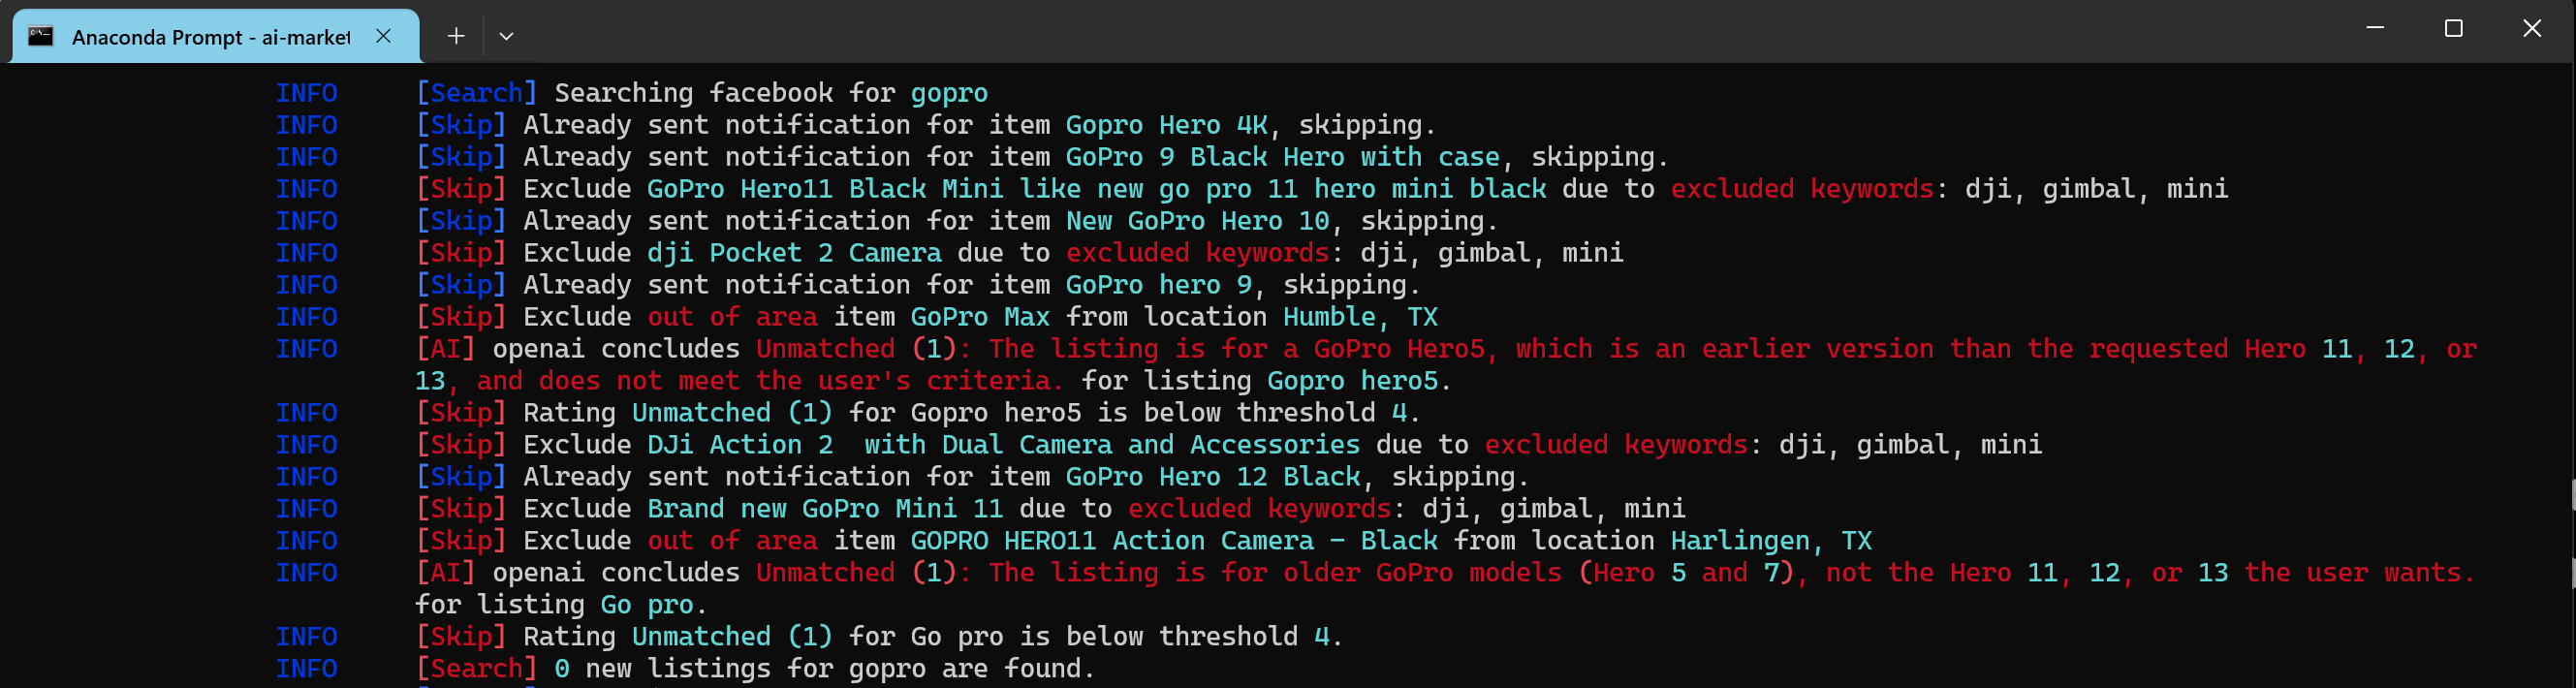 Anaconda Prompt - ai-market
INFO [Search] Searching facebook for gopro
INFO [Skip] Already sent notification for item Gopro Hero 4K, skipping.
INFO [Skip] Already sent notification for item GoPro 9 Black Hero with case, skipping.
INFO [Skip] Exclude GoPro Hero11 Black Mini like new go pro 11 hero mini black due to excluded keywords: dji, gimbal, mini
INFO [Skip] Already sent notification for item New GoPro Hero 10, skipping.
INFO [Skip] Exclude dji Pocket 2 Camera due to excluded keywords: dji, gimbal, mini
INFO [Skip] Already sent notification for item GoPro hero 9, skipping.
INFO [Skip] Exclude out of area item GoPro Max from location Humble, TX
INFO [AI] openai concludes Unmatched (1): The listing is for a GoPro Hero5, which is an earlier version than the requested Hero 11, 12, or
13, and does not meet the user's criteria. for listing Gopro hero5.
INFO [Skip] Rating Unmatched (1) for Gopro hero5 is below threshold 4.
INFO [Skip] Exclude DJi Action 2  with Dual Camera and Accessories due to excluded keywords: dji, gimbal, mini
INFO [Skip] Already sent notification for item GoPro Hero 12 Black, skipping.
INFO [Skip] Exclude Brand new GoPro Mini 11 due to excluded keywords: dji, gimbal, mini
INFO [Skip] Exclude out of area item GOPRO HERO11 Action Camera – Black from location Harlingen, TX
INFO [AI] openai concludes Unmatched (1): The listing is for older GoPro models (Hero 5 and 7), not the Hero 11, 12, or 13 the user wants.
for listing Go pro.
INFO [Skip] Rating Unmatched (1) for Go pro is below threshold 4.
INFO [Search] 0 new listings for gopro are found.